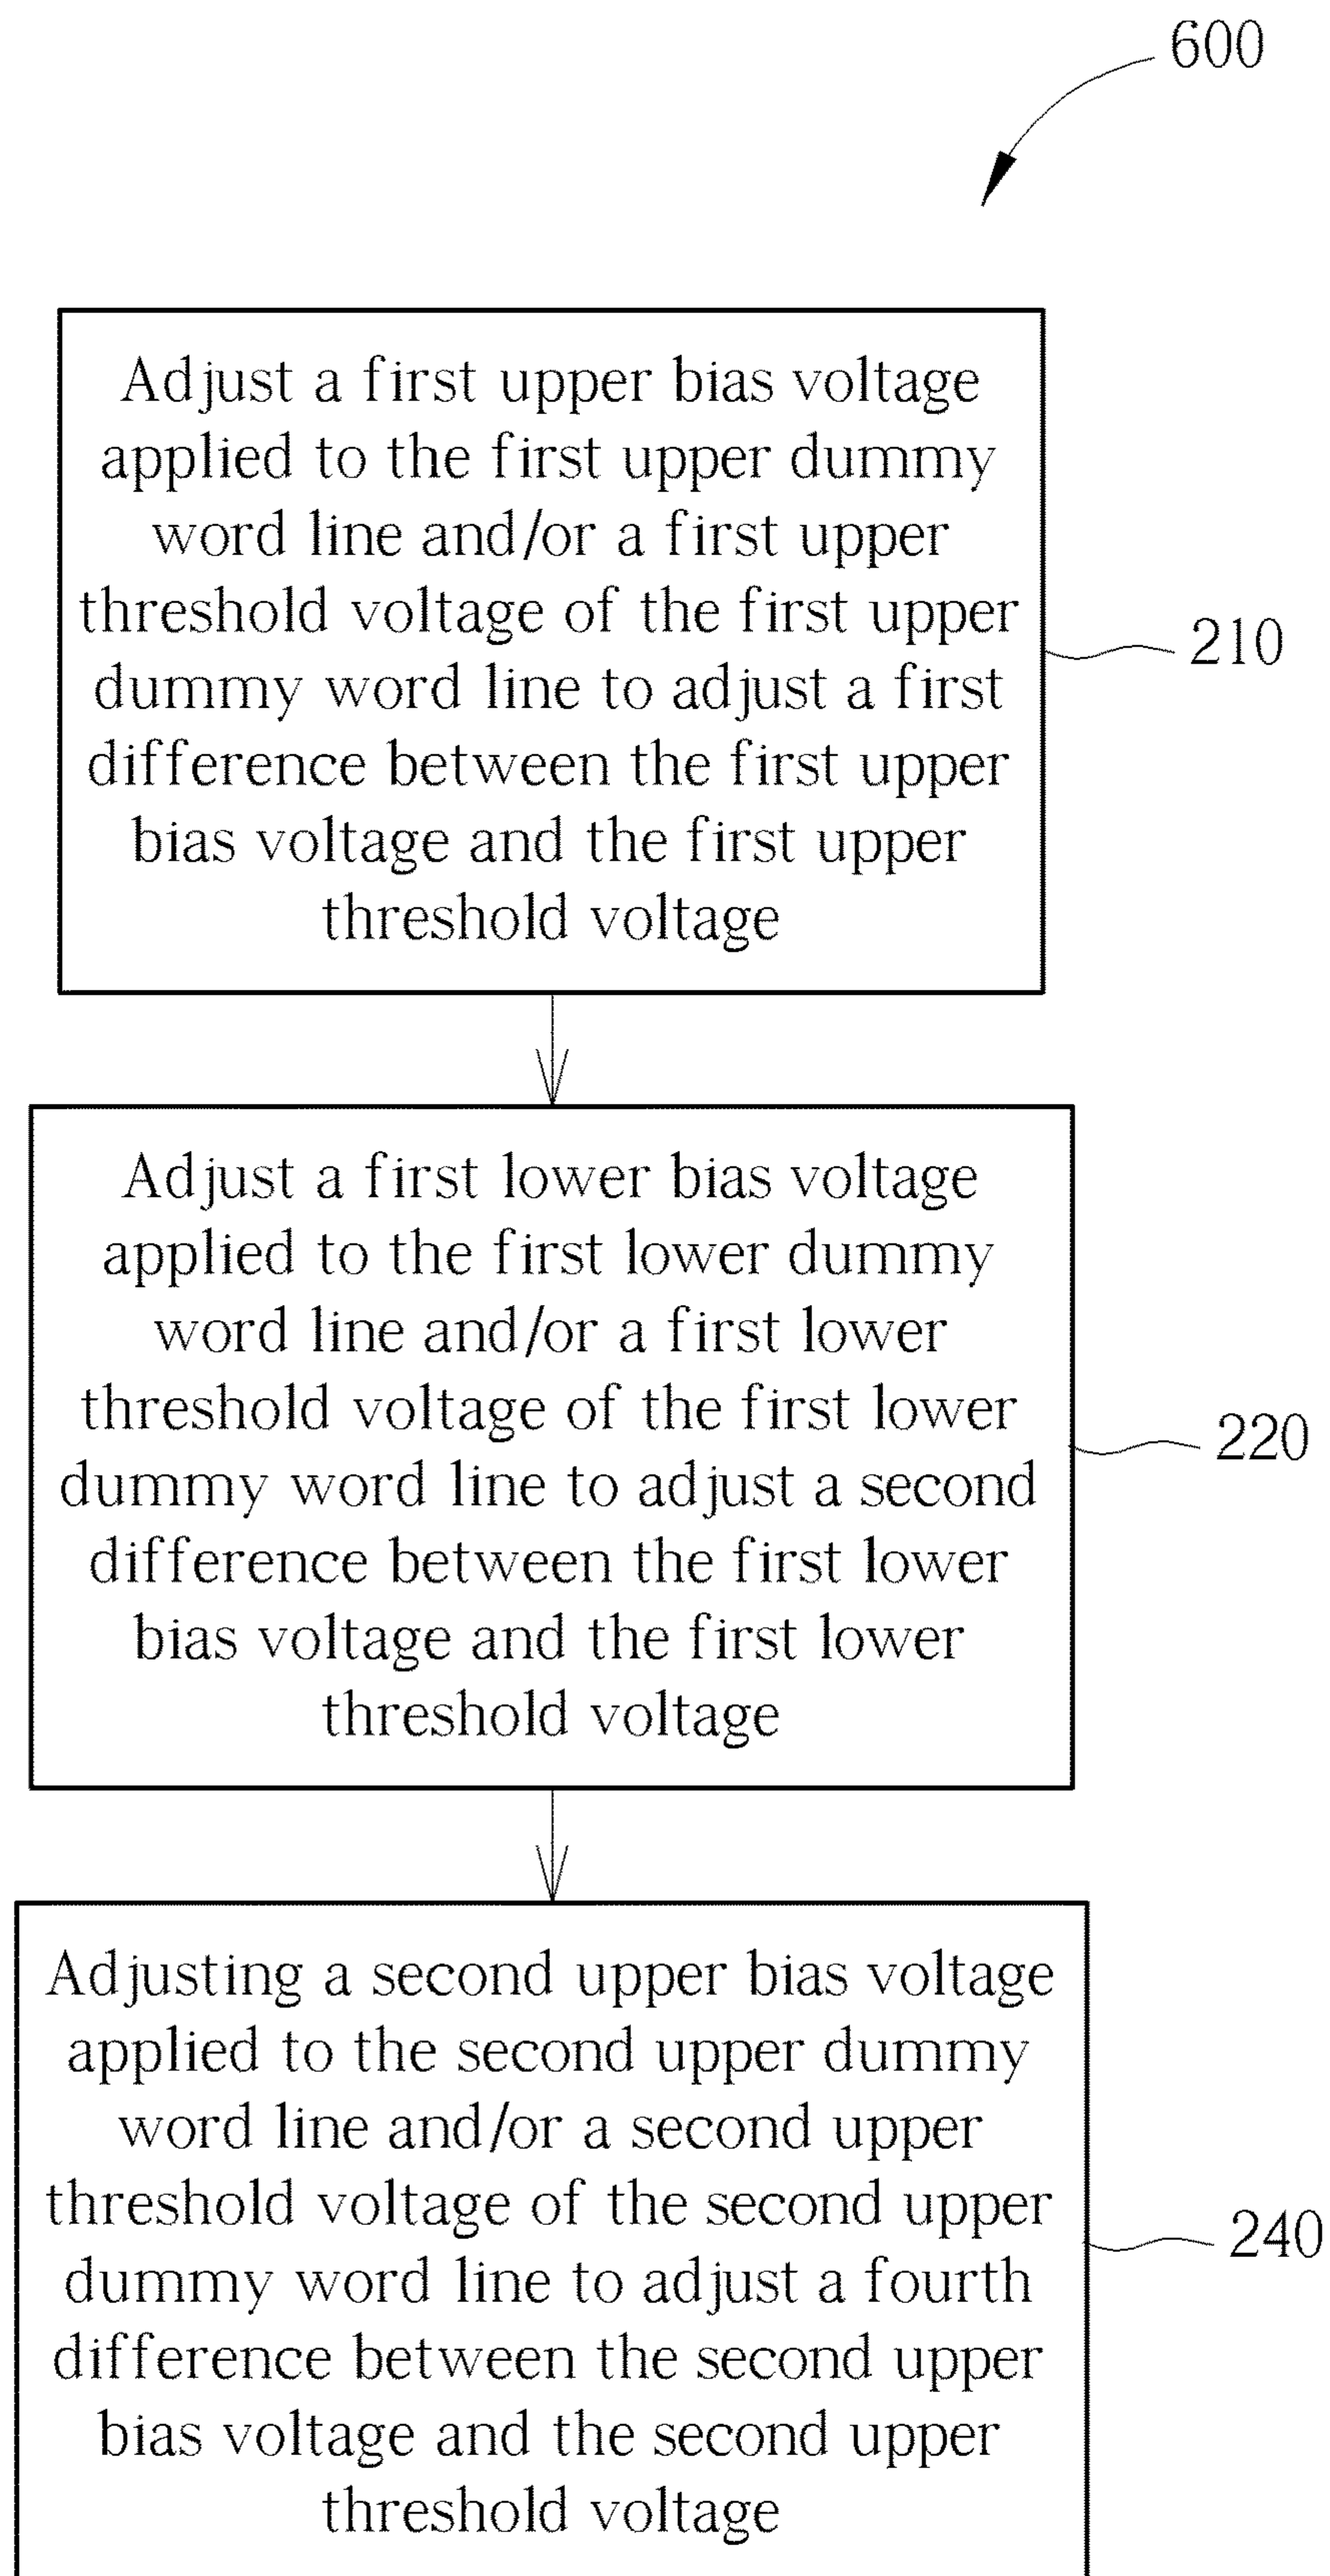 600
Adjust a first upper bias voltage
applied to the first upper dummy
word line and/or a first upper
threshold voltage of the first upper
dummy word line to adjust a first
difference between the first upper
bias voltage and the first upper
threshold voltage
210
Adjust a first lower bias voltage
applied to the first lower dummy
word line and/or a first lower
threshold voltage of the first lower
dummy word line to adjust a second
difference between the first lower
bias voltage and the first lower
threshold voltage
220
Adjusting a second upper bias voltage
applied to the second upper dummy
word line and/or a second upper
threshold voltage of the second upper
dummy word line to adjust a fourth
difference between the second upper
bias voltage and the second upper
threshold voltage
240